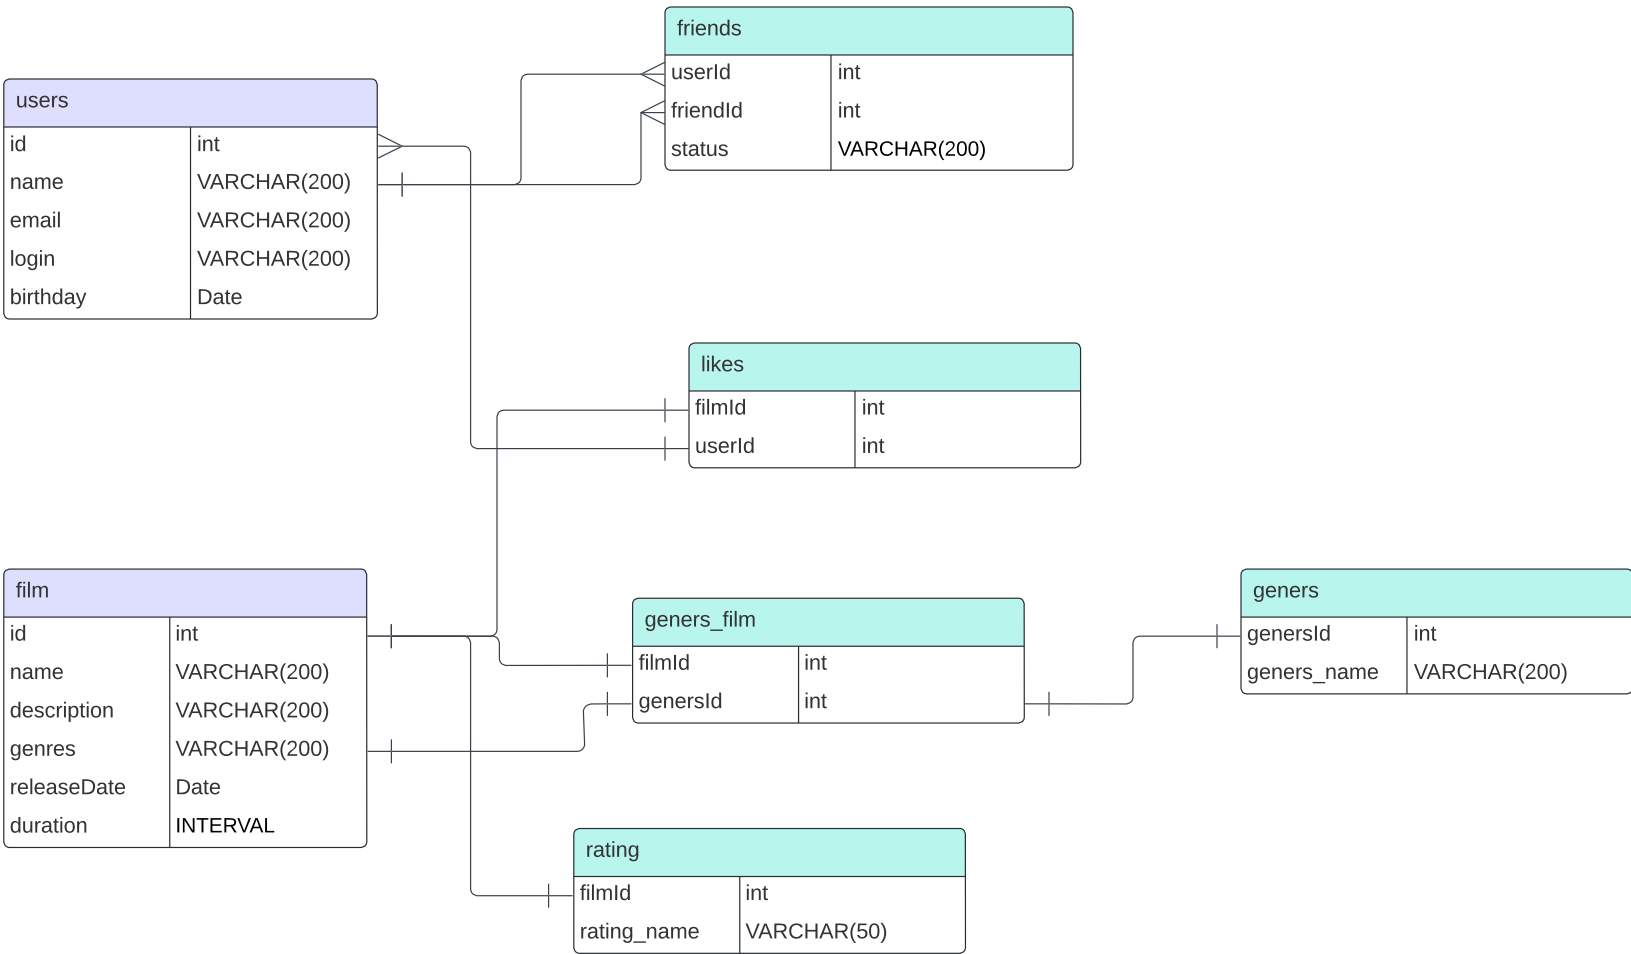 friends
userId int
friendId int
status VARCHAR(200)
users
id int
name VARCHAR(200)
email VARCHAR(200)
login VARCHAR(200)
birthday Date
likes
filmId int
userId int
film
id int
name VARCHAR(200)
description VARCHAR(200)
genres VARCHAR(200)
releaseDate Date
duration INTERVAL
geners_film
filmId int
genersId int
geners
genersId int
geners_name VARCHAR(200)
rating
filmId int
rating_name VARCHAR(50)